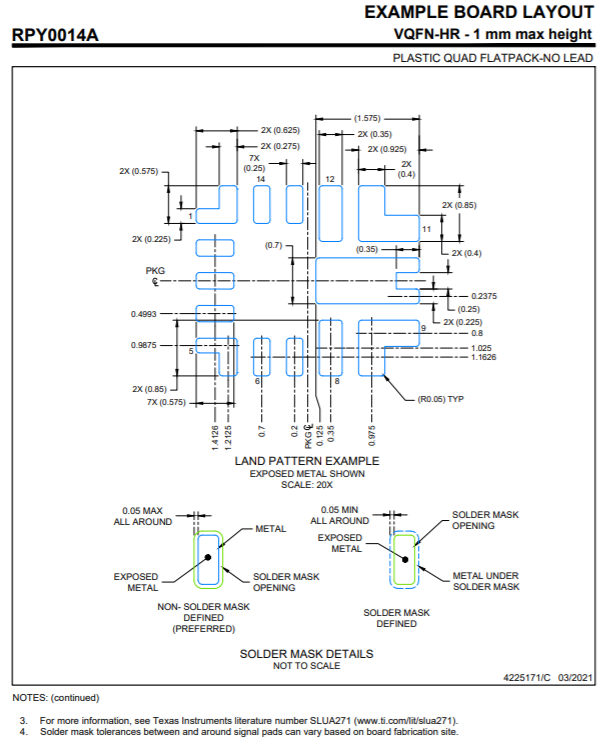 EXAMPLE BOARD LAYOUT
RPY0014A
VQFN-HR - 1 mm max height
PLASTIC QUAD FLATPACK-NO LEAD
(1.575)
2X (0.625)
2X (0.35)
2X (0.275)
2X (0.925)
7X
(0.25)
2X
(0.4)
2X (0.575)
14
12
1
2X (0.85)
11
2X (0.225)
(0.7)
(0.35)
2X (0.4)
PKG
℄
0.2375
(0.25)
0.4993
2X (0.225)
9
0.8
0.9875
5
1.025
1.1626
6
8
2X (0.85)
7X (0.575)
(R0.05) TYP
1.4126
1.2125
0.7
0.2
PKG ℄
0.125
0.35
0.975
LAND PATTERN EXAMPLE
EXPOSED METAL SHOWN
SCALE: 20X
0.05 MAX
ALL AROUND
METAL
EXPOSED
METAL
SOLDER MASK
OPENING
NON- SOLDER MASK
DEFINED
(PREFERRED)
0.05 MIN
ALL AROUND
SOLDER MASK
OPENING
EXPOSED
METAL
METAL UNDER
SOLDER MASK
SOLDER MASK
DEFINED
SOLDER MASK DETAILS
NOT TO SCALE
4225171/C 03/2021
NOTES: (continued)
3. For more information, see Texas Instruments literature number SLUA271 (www.ti.com/lit/slua271).
4. Solder mask tolerances between and around signal pads can vary based on board fabrication site.